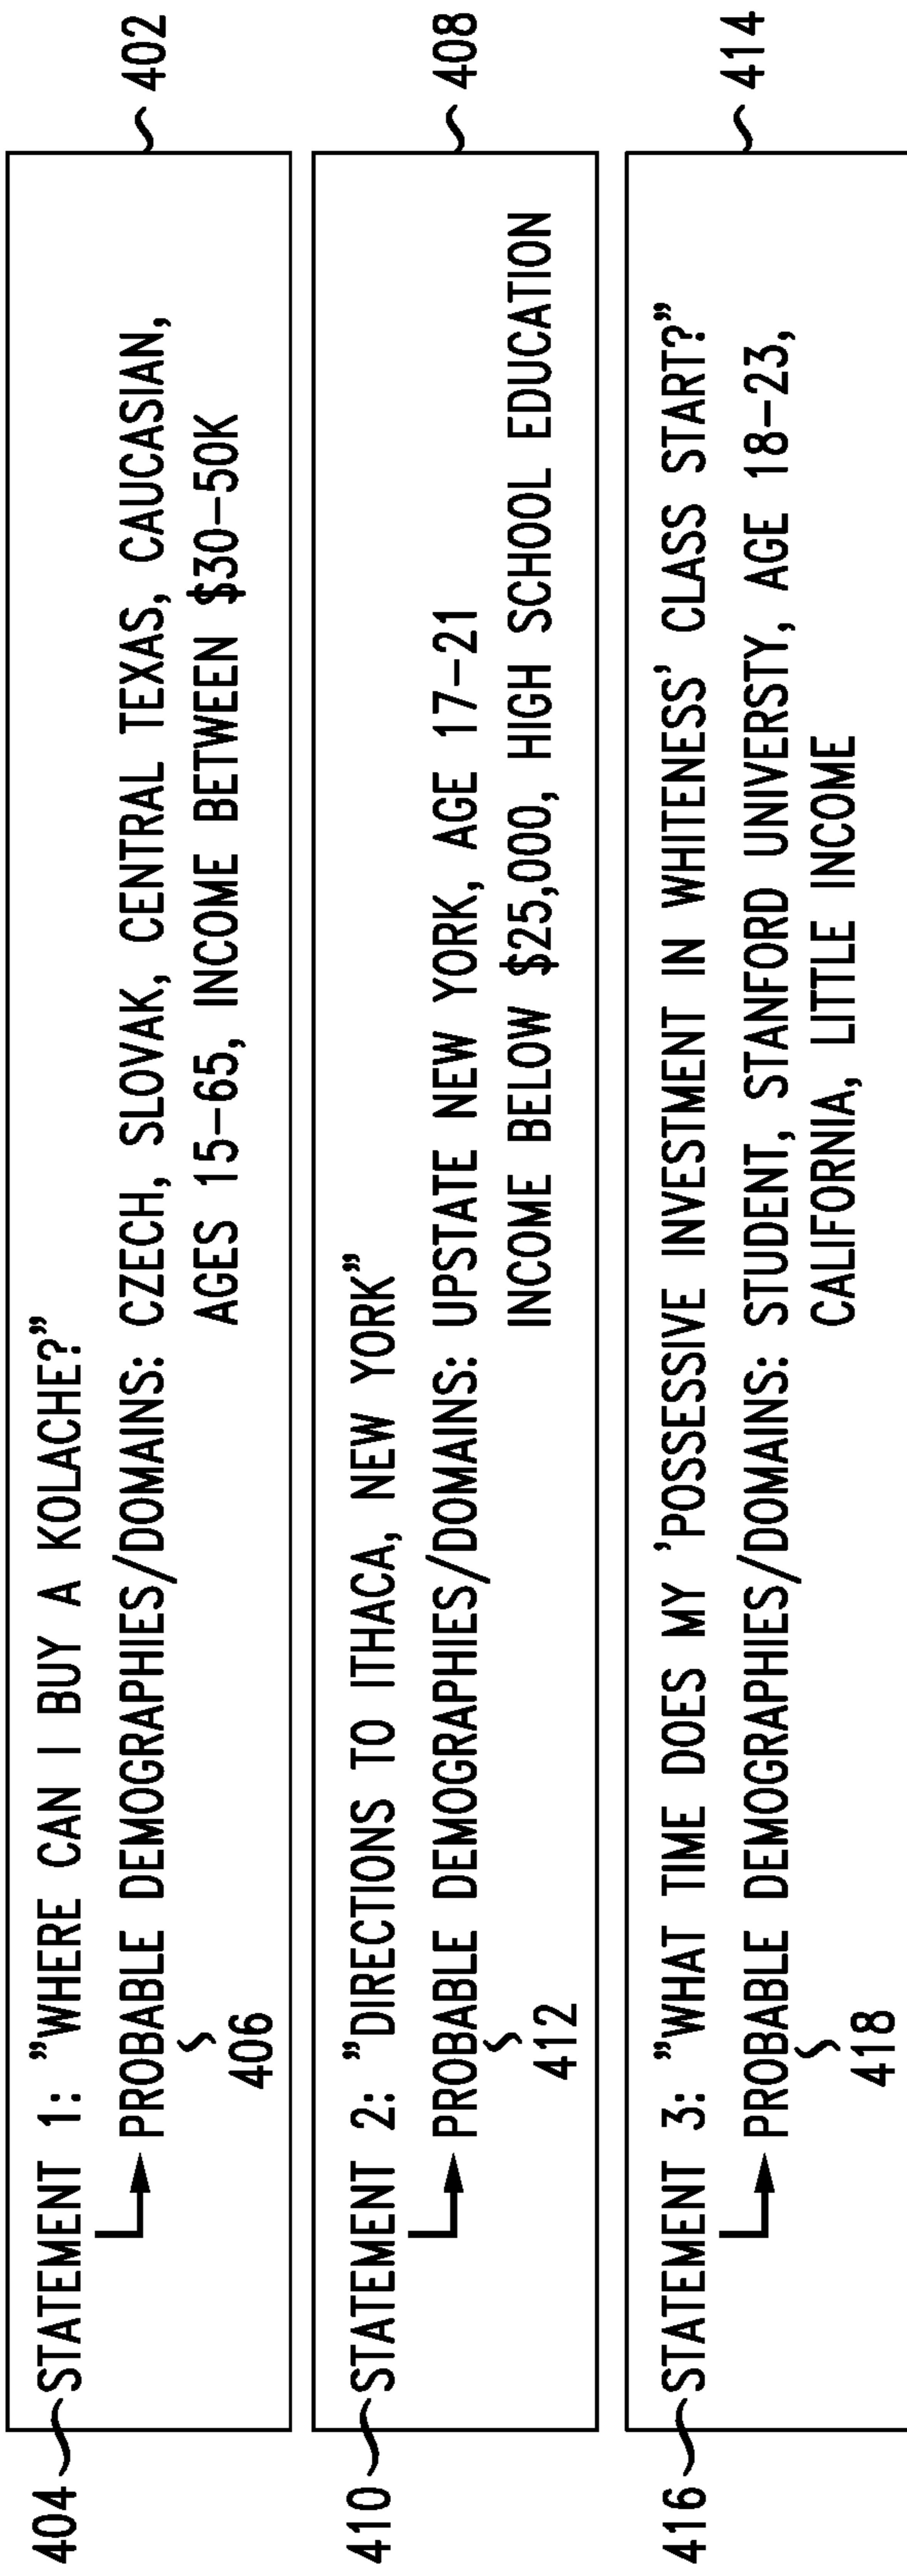 404 STATEMENT 1: "WHERE CAN I BUY A KOLACHE?"
PROBABLE DEMOGRAPHIES/DOMAINS: CZECH, SLOVAK, CENTRAL TEXAS, CAUCASIAN, 402
406 AGES 15-65, INCOME BETWEEN $30-50K
410 STATEMENT 2: "DIRECTIONS TO ITHACA, NEW YORK"
PROBABLE DEMOGRAPHIES/DOMAINS: UPSTATE NEW YORK, AGE 17-21 408
412 INCOME BELOW $25,000, HIGH SCHOOL EDUCATION
416 STATEMENT 3: "WHAT TIME DOES MY 'POSSESSIVE INVESTMENT IN WHITENESS' CLASS START?"
PROBABLE DEMOGRAPHIES/DOMAINS: STUDENT, STANFORD UNIVERSTY, AGE 18-23, 414
418 CALIFORNIA, LITTLE INCOME